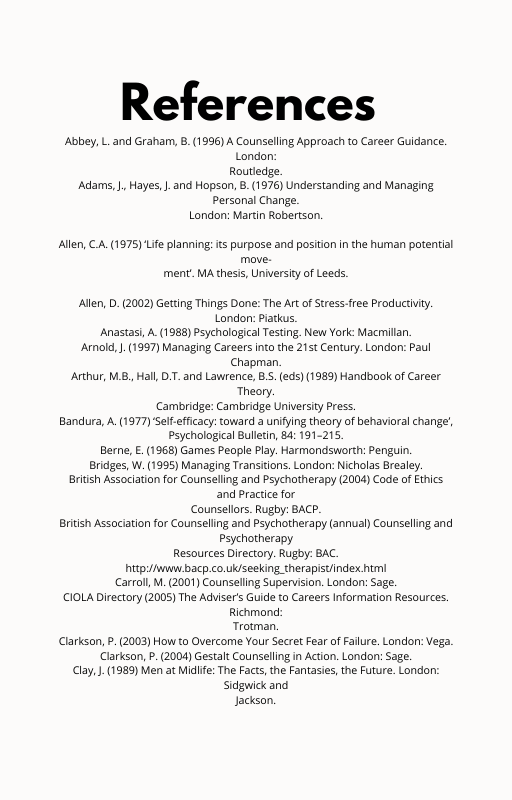 References
Abbey, L. and Graham, B. (1996) A Counselling Approach to Career Guidance.
London:
Routledge.
Adams, J., Hayes, J. and Hopson, B. (1976) Understanding and Managing
Personal Change.
London: Martin Robertson.
Allen, C.A. (1975) ‘Life planning: its purpose and position in the human potential
move-
ment’. MA thesis, University of Leeds.
Allen, D. (2002) Getting Things Done: The Art of Stress-free Productivity.
London: Piatkus.
Anastasi, A. (1988) Psychological Testing. New York: Macmillan.
Arnold, J. (1997) Managing Careers into the 21st Century. London: Paul
Chapman.
Arthur, M.B., Hall, D.T. and Lawrence, B.S. (eds) (1989) Handbook of Career
Theory.
Cambridge: Cambridge University Press.
Bandura, A. (1977) ‘Self-efficacy: toward a unifying theory of behavioral change’,
Psychological Bulletin, 84: 191–215.
Berne, E. (1968) Games People Play. Harmondsworth: Penguin.
Bridges, W. (1995) Managing Transitions. London: Nicholas Brealey.
British Association for Counselling and Psychotherapy (2004) Code of Ethics
and Practice for
Counsellors. Rugby: BACP.
British Association for Counselling and Psychotherapy (annual) Counselling and
Psychotherapy
Resources Directory. Rugby: BAC.
http://www.bacp.co.uk/seeking_therapist/index.html
Carroll, M. (2001) Counselling Supervision. London: Sage.
CIOLA Directory (2005) The Adviser's Guide to Careers Information Resources.
Richmond:
Trotman.
Clarkson, P. (2003) How to Overcome Your Secret Fear of Failure. London: Vega.
Clarkson, P. (2004) Gestalt Counselling in Action. London: Sage.
Clay, J. (1989) Men at Midlife: The Facts, the Fantasies, the Future. London:
Sidgwick and
Jackson.